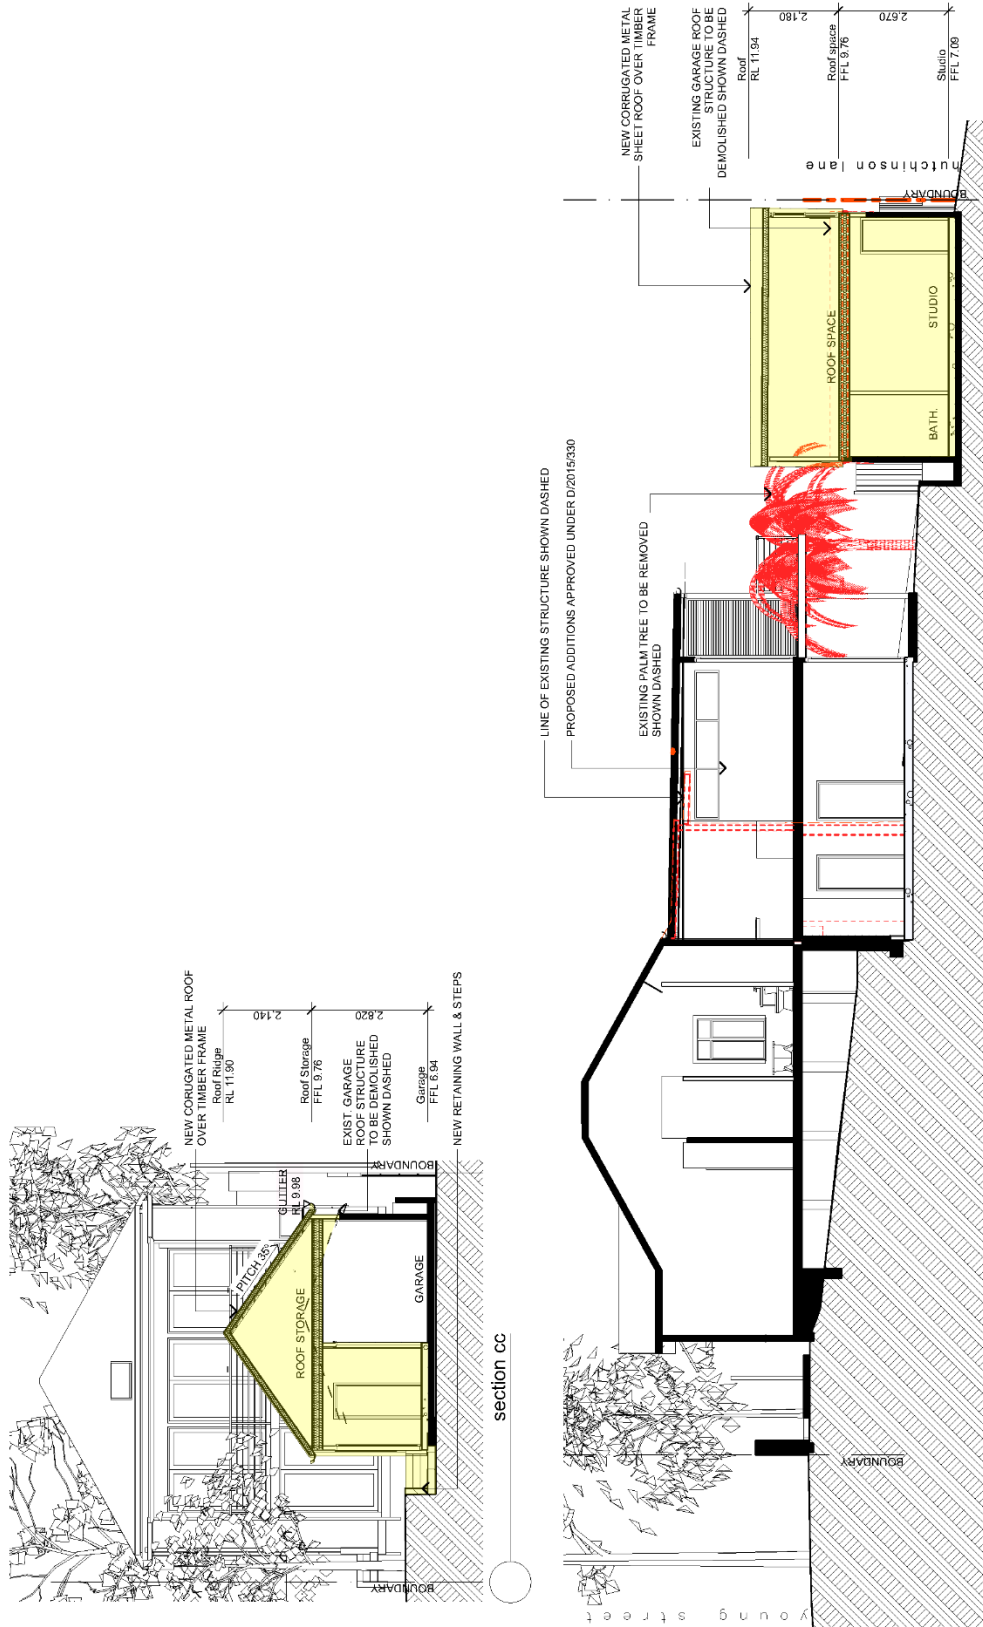 NEW CORUGATED METAL ROOF
OVER TIMBER FRAME
Roof Ridge
RL 11.90
2,140
Roof Storage
FFL 9.76
2,820
EXIST. GARAGE
ROOF STRUCTURE
TO BE DEMOLISHED
SHOWN DASHED
Garage
FFL 6.94
NEW RETAINING WALL & STEPS
GUTTER
RL 9.98
BOUNDARY
PITCH 35°
ROOF STORAGE
GARAGE
BOUNDARY
section cc
NEW CORRUGATED METAL
SHEET ROOF OVER TIMBER
FRAME
EXISTING GARAGE ROOF
STRUCTURE TO BE
DEMOLISHED SHOWN DASHED
Roof
RL 11.94
2,180
Roof space
FFL 9.76
2,670
Studio
FFL 7.09
hutchinson lane
BOUNDARY
LINE OF EXISTING STRUCTURE SHOWN DASHED
PROPOSED ADDITIONS APPROVED UNDER D/2015/330
EXISTING PALM TREE TO BE REMOVED
SHOWN DASHED
ROOF SPACE
BATH.
STUDIO
BOUNDARY
young street